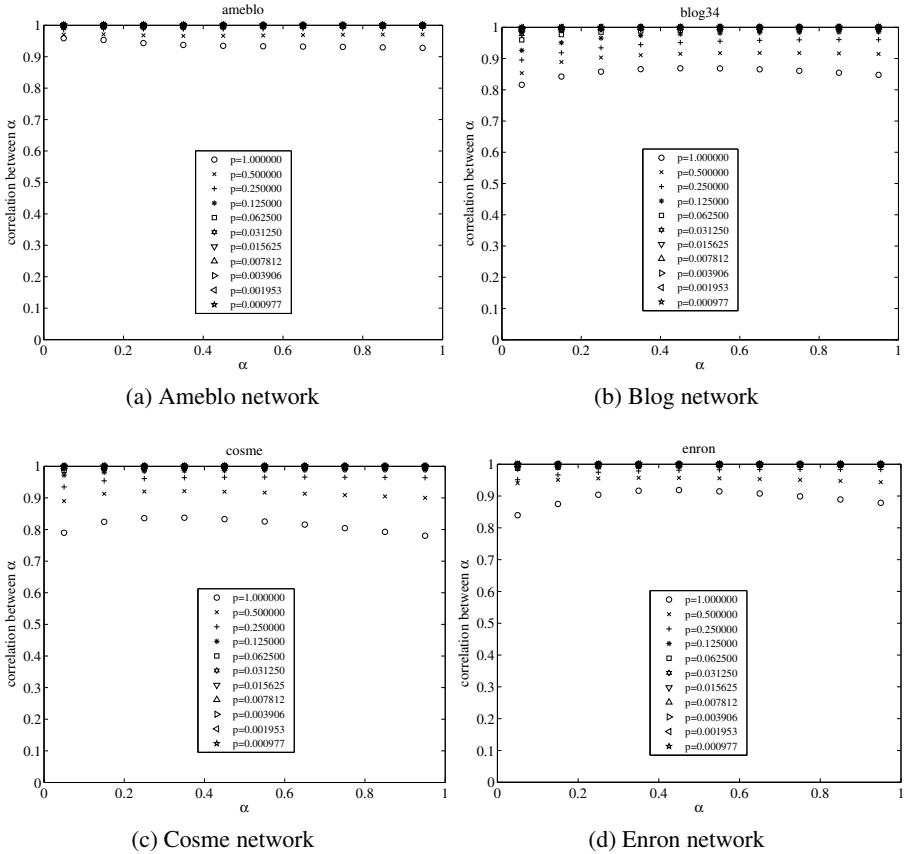 ameblo
1
0.9
0.8
0.7
0.6
0.5
0.4
0.3
0.2
0.1
0
correlation between α
p=1.000000
p=0.500000
p=0.250000
p=0.125000
p=0.062500
p=0.031250
p=0.015625
p=0.007812
p=0.003906
p=0.001953
p=0.000977
0 0.2 0.4 0.6 0.8 1
α
(a) Ameblo network
blog34
1
0.9
0.8
0.7
0.6
0.5
0.4
0.3
0.2
0.1
0
correlation between α
p=1.000000
p=0.500000
p=0.250000
p=0.125000
p=0.062500
p=0.031250
p=0.015625
p=0.007812
p=0.003906
p=0.001953
p=0.000977
0 0.2 0.4 0.6 0.8 1
α
(b) Blog network
cosme
1
0.9
0.8
0.7
0.6
0.5
0.4
0.3
0.2
0.1
0
correlation between α
p=1.000000
p=0.500000
p=0.250000
p=0.125000
p=0.062500
p=0.031250
p=0.015625
p=0.007812
p=0.003906
p=0.001953
p=0.000977
0 0.2 0.4 0.6 0.8 1
α
(c) Cosme network
enron
1
0.9
0.8
0.7
0.6
0.5
0.4
0.3
0.2
0.1
0
correlation between α
p=1.000000
p=0.500000
p=0.250000
p=0.125000
p=0.062500
p=0.031250
p=0.015625
p=0.007812
p=0.003906
p=0.001953
p=0.000977
0 0.2 0.4 0.6 0.8 1
α
(d) Enron network